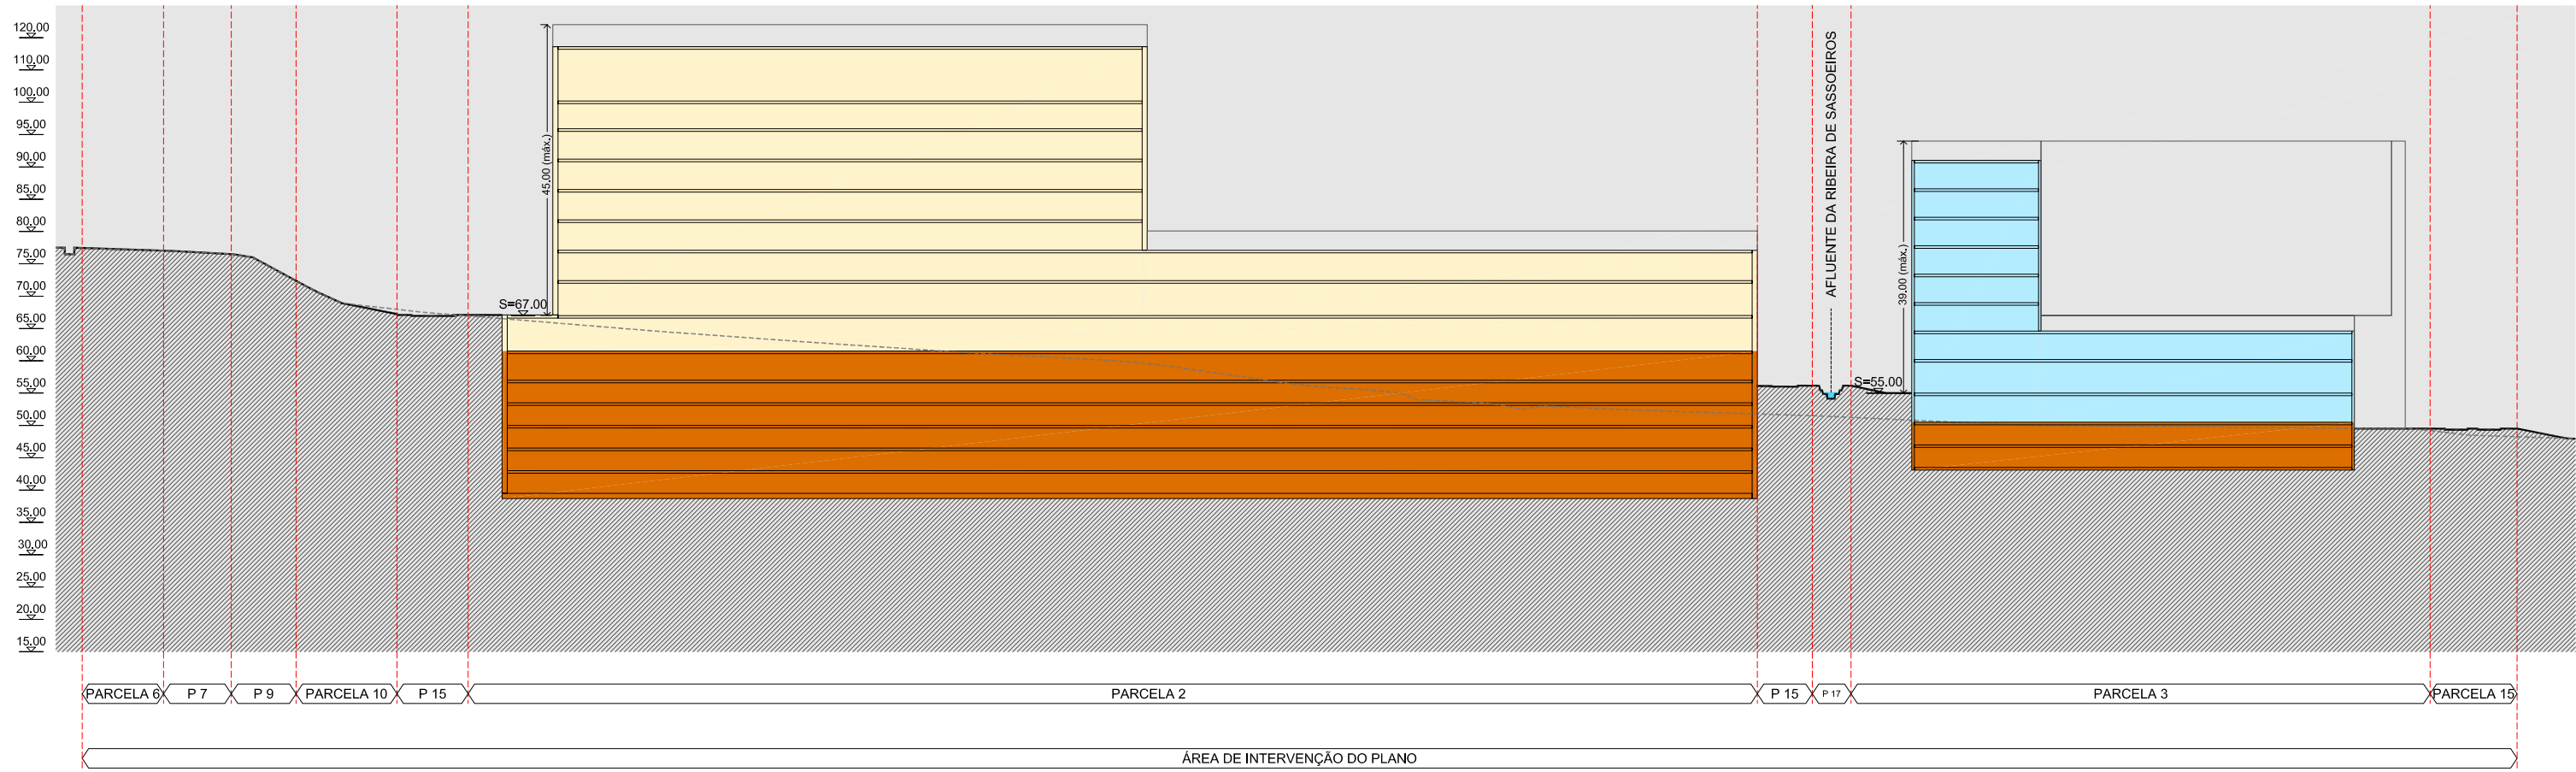 120.00
110.00
100.00
95.00
90.00
85.00
80.00
75.00
70.00
65.00
60.00
55.00
50.00
45.00
40.00
35.00
30.00
25.00
20.00
15.00
45.00 (máx.)
S=67.00
AFLUENTE DA RIBEIRA DE SASSOEIROS
39.00 (máx.)
S=55.00
PARCELA 6
P 7
P 9
PARCELA 10
P 15
PARCELA 2
P 15
P 17
PARCELA 3
PARCELA 15
ÁREA DE INTERVENÇÃO DO PLANO